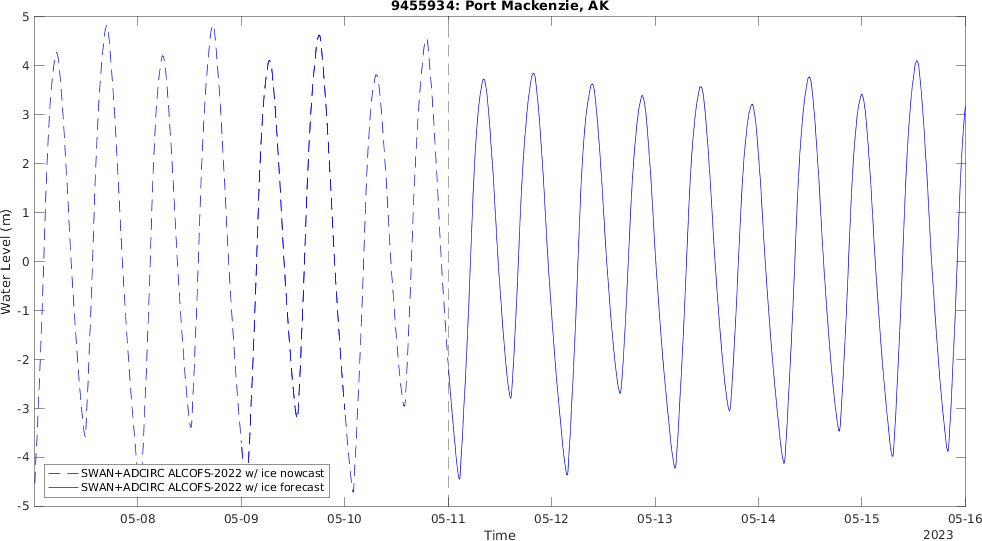 9455934: Port Mackenzie, AK
5
4
3
2
1
0
-1
-2
-3
-4
-5
Water Level (m)
SWAN+ADCIRC ALCOFS-2022 w/ ice nowcast
SWAN+ADCIRC ALCOFS-2022 w/ ice forecast
05-08 05-09 05-10 05-11 05-12 05-13 05-14 05-15 05-16
Time
2023